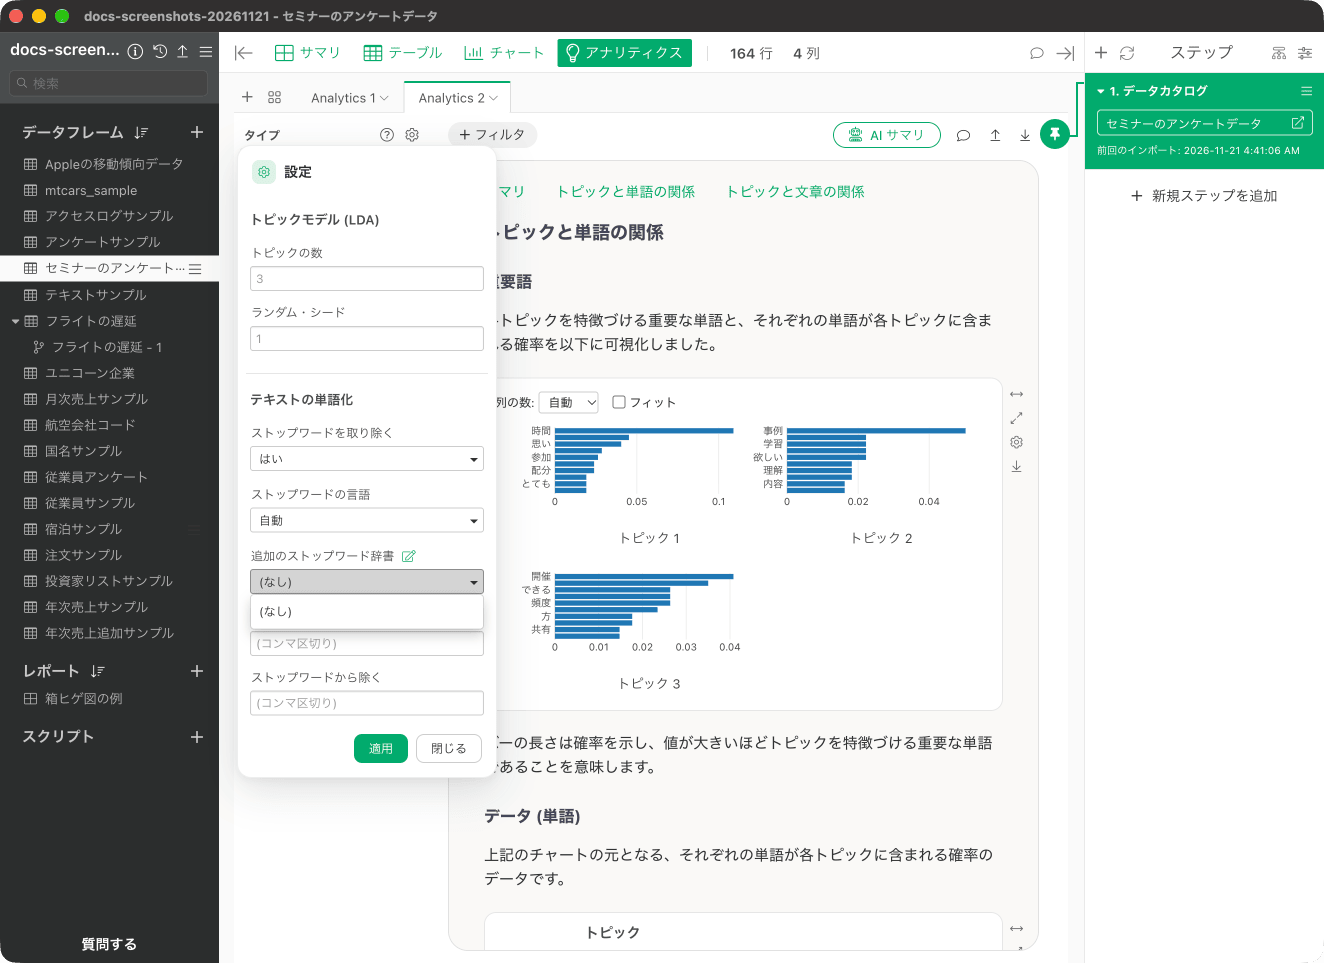 docs-screenshots-20261121 - セミナーのアンケートデータ
docs-screen...
検索
データフレーム
Appleの移動傾向データ
mtcars_sample
アクセスログサンプル
アンケートサンプル
セミナーのアンケート…
テキストサンプル
フライトの遅延
フライトの遅延 - 1
ユニコーン企業
月次売上サンプル
航空会社コード
国名サンプル
従業員アンケート
従業員サンプル
宿泊サンプル
注文サンプル
投資家リストサンプル
年次売上サンプル
年次売上追加サンプル
レポート
箱ヒゲ図の例
スクリプト
質問する
サマリ
テーブル
チャート
アナリティクス
164 行
4 列
Analytics 1
Analytics 2
タイプ
フィルタ
AI サマリ
設定
トピックモデル (LDA)
トピックの数
3
ランダム・シード
1
テキストの単語化
ストップワードを取り除く
はい
ストップワードの言語
自動
追加のストップワード辞書
(なし)
(なし)
(コンマ区切り)
ストップワードから除く
(コンマ区切り)
適用
閉じる
マリ
トピックと単語の関係
トピックと文章の関係
トピックと単語の関係
要語
トピックを特徴づける重要な単語と、それぞれの単語が各トピックに含ま
る確率を以下に可視化しました。
列の数:
自動
フィット
時間
思い
参加
配分
とても
0
0.05
0.1
トピック 1
事例
学習
欲しい
理解
内容
0
0.02
0.04
トピック 2
開催
できる
頻度
方
共有
0
0.01
0.02
0.03
0.04
トピック 3
ーの長さは確率を示し、値が大きいほどトピックを特徴づける重要な単語
あることを意味します。
データ (単語)
上記のチャートの元となる、それぞれの単語が各トピックに含まれる確率の
データです。
トピック
ステップ
1. データカタログ
セミナーのアンケートデータ
前回のインポート: 2026-11-21 4:41:06 AM
新規ステップを追加